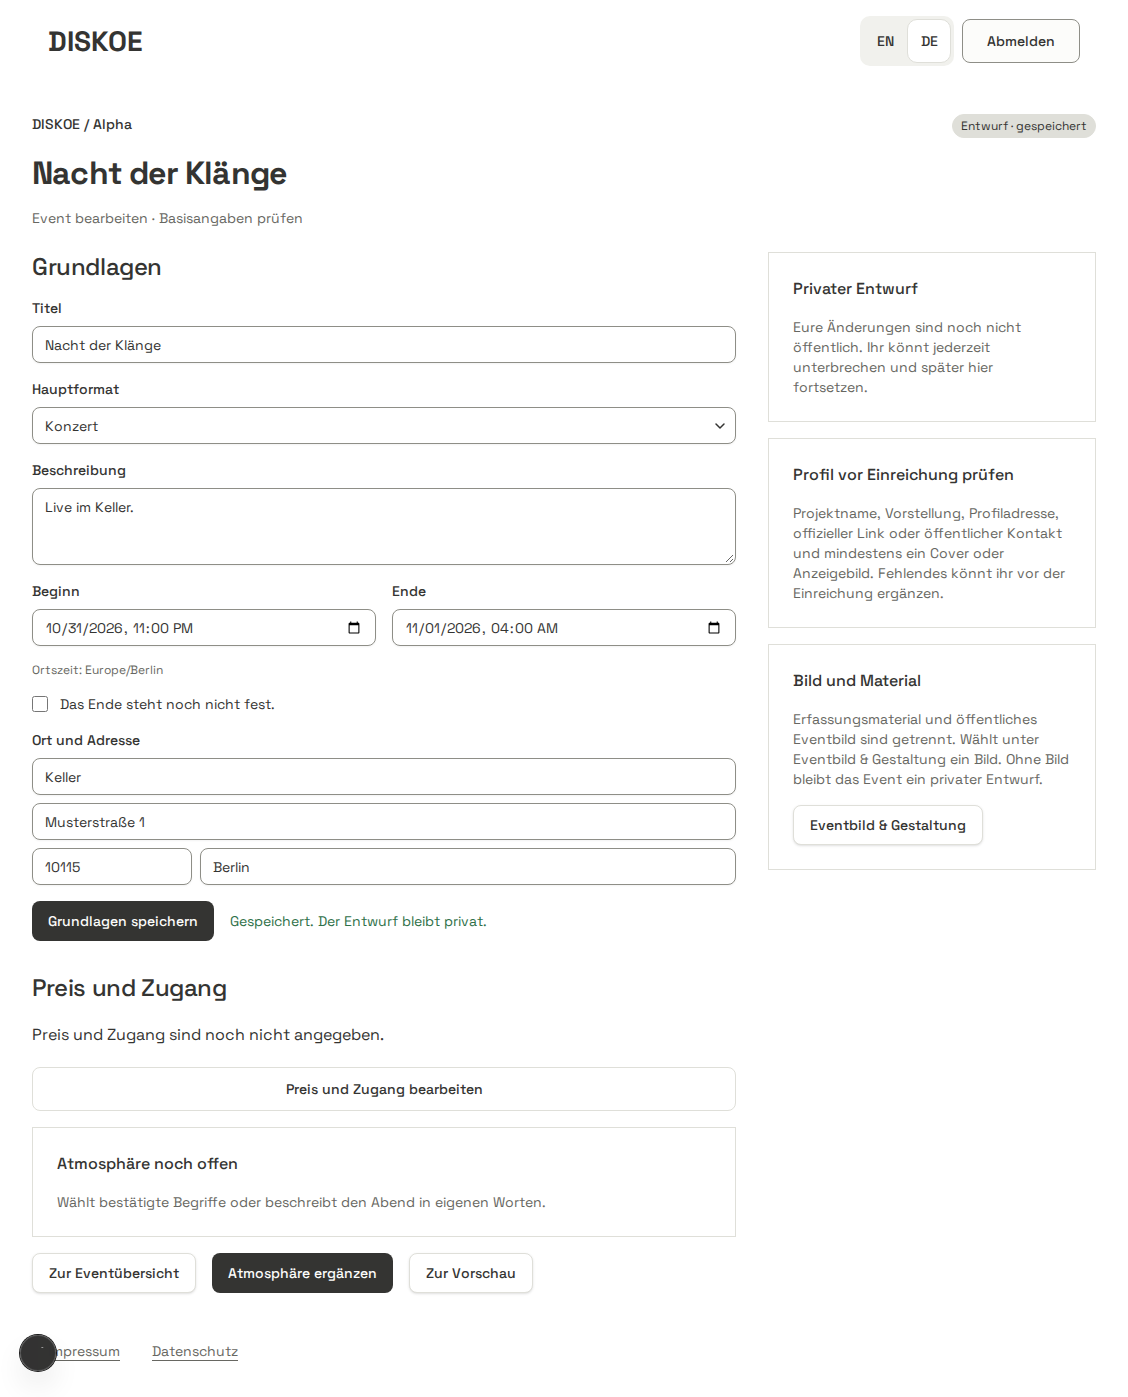 DISKOE
EN
DE
Abmelden
DISKOE / Alpha
Entwurf · gespeichert
Nacht der Klänge
Event bearbeiten · Basisangaben prüfen
Grundlagen
Titel
Nacht der Klänge
Hauptformat
Konzert
Beschreibung
Live im Keller.
Beginn
Ende
10/31/2026, 11:00 PM
11/01/2026, 04:00 AM
Ortszeit: Europe/Berlin
Das Ende steht noch nicht fest.
Ort und Adresse
Keller
Musterstraße 1
10115
Berlin
Grundlagen speichern
Gespeichert. Der Entwurf bleibt privat.
Preis und Zugang
Preis und Zugang sind noch nicht angegeben.
Preis und Zugang bearbeiten
Atmosphäre noch offen
Wählt bestätigte Begriffe oder beschreibt den Abend in eigenen Worten.
Zur Eventübersicht
Atmosphäre ergänzen
Zur Vorschau
Privater Entwurf
Eure Änderungen sind noch nicht
öffentlich. Ihr könnt jederzeit
unterbrechen und später hier
fortsetzen.
Profil vor Einreichung prüfen
Projektname, Vorstellung, Profiladresse,
offizieller Link oder öffentlicher Kontakt
und mindestens ein Cover oder
Anzeigebild. Fehlendes könnt ihr vor der
Einreichung ergänzen.
Bild und Material
Erfassungsmaterial und öffentliches
Eventbild sind getrennt. Wählt unter
Eventbild & Gestaltung ein Bild. Ohne Bild
bleibt das Event ein privater Entwurf.
Eventbild & Gestaltung
mpressum
Datenschutz